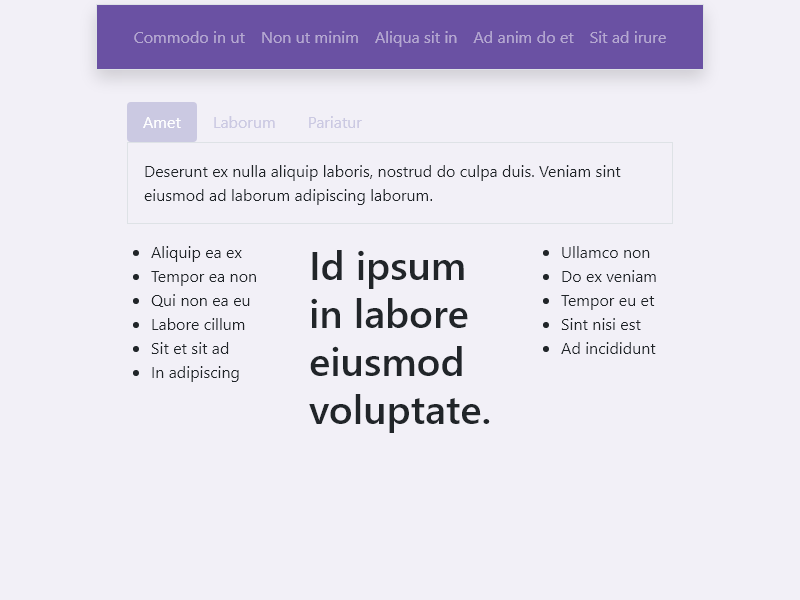 Commodo in ut Non ut minim Aliqua sit in Ad anim do et Sit ad irure
Amet Laborum Pariatur
Deserunt ex nulla aliquip laboris, nostrud do culpa duis. Veniam sint
eiusmod ad laborum adipiscing laborum.
Aliquip ea ex
Tempor ea non
Qui non ea eu
Labore cillum
Sit et sit ad
In adipiscing
Id ipsum
in labore
eiusmod
voluptate.
Ullamco non
Do ex veniam
Tempor eu et
Sint nisi est
Ad incididunt